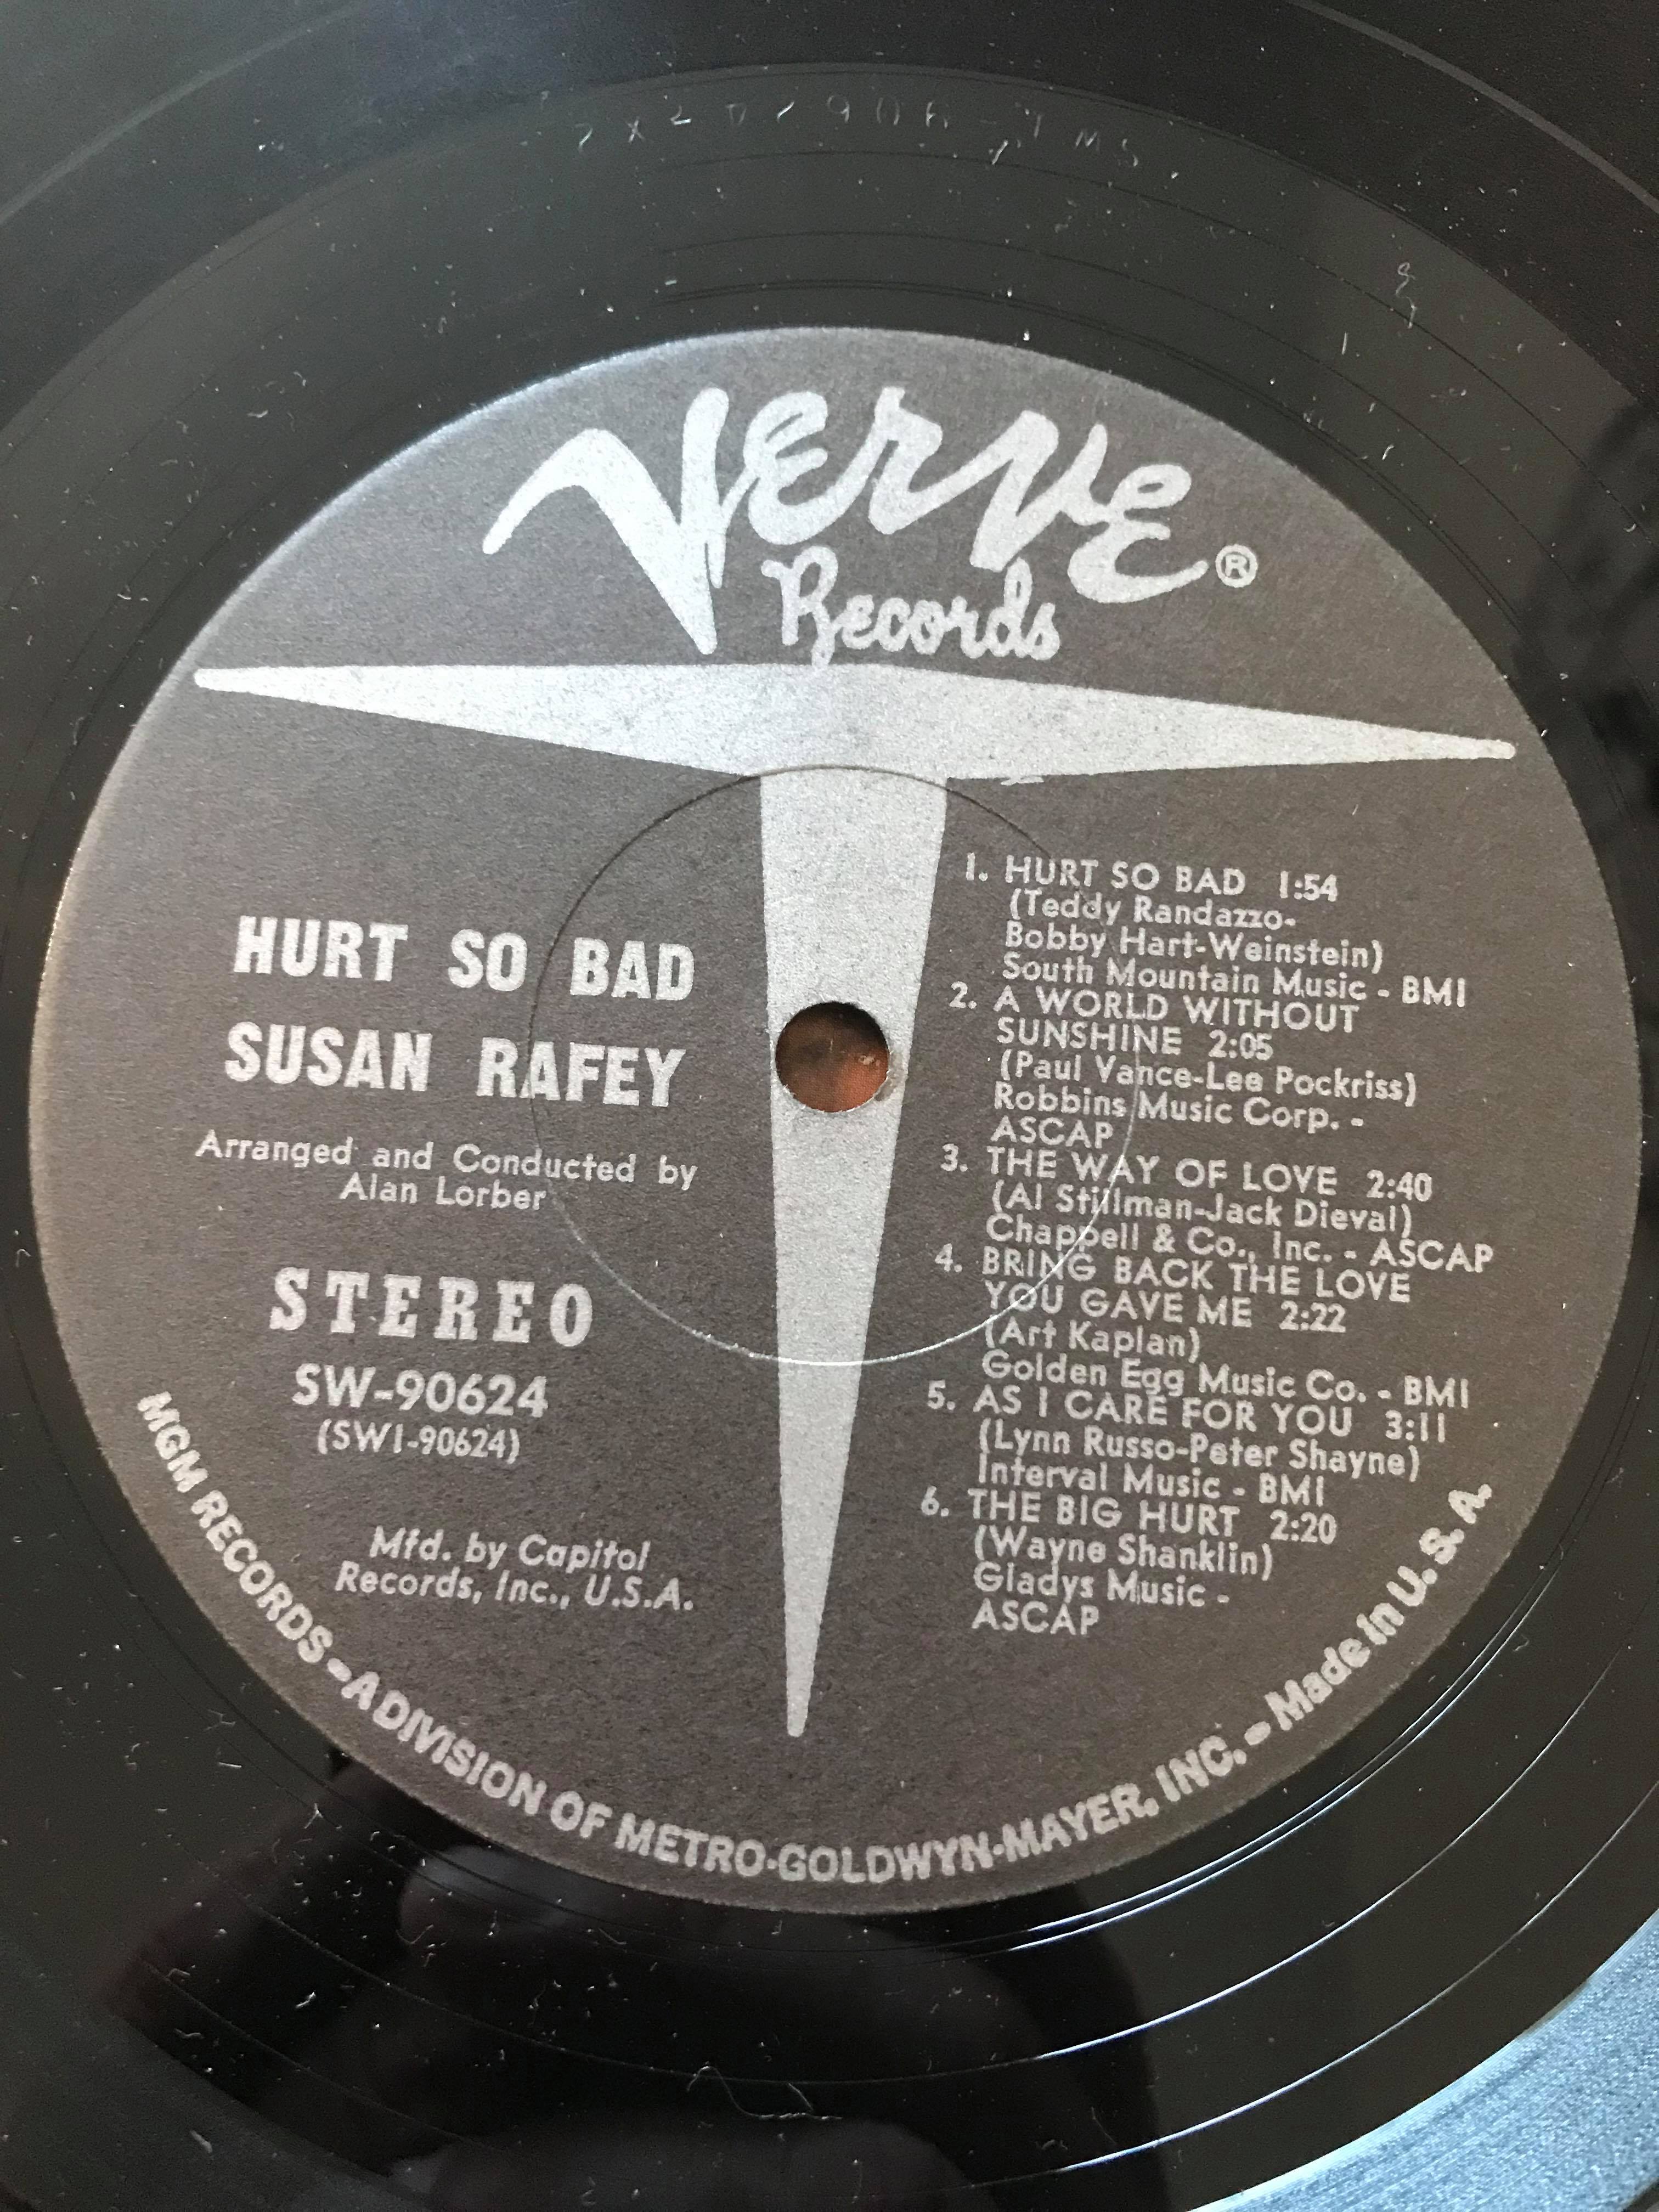 Verve®
Records
HURT SO BAD
SUSAN RAFEY
Arranged and Conducted by
Alan Lorber
STEREO
SW-90624
(SW1-90624)
Mfd. by Capitol
Records, Inc., U.S.A.
1. HURT SO BAD 1:54
(Teddy Randazzo-
Bobby Hart-Weinstein)
South Mountain Music - BMI
2. A WORLD WITHOUT
SUNSHINE 2:05
(Paul Vance-Lee Pockriss)
Robbins Music Corp. -
ASCAP
3. THE WAY OF LOVE 2:40
(Al Stillman-Jack Dieval)
Chappell & Co., Inc. - ASCAP
4. BRING BACK THE LOVE
YOU GAVE ME 2:22
(Art Kaplan)
Golden Egg Music Co. - BMI
5. AS I CARE FOR YOU 3:11
(Lynn Russo-Peter Shayne)
Interval Music - BMI
6. THE BIG HURT 2:20
(Wayne Shanklin)
Gladys Music -
ASCAP
MGM RECORDS - A DIVISION OF METRO-GOLDWYN-MAYER, INC. - Made in U.S.A.